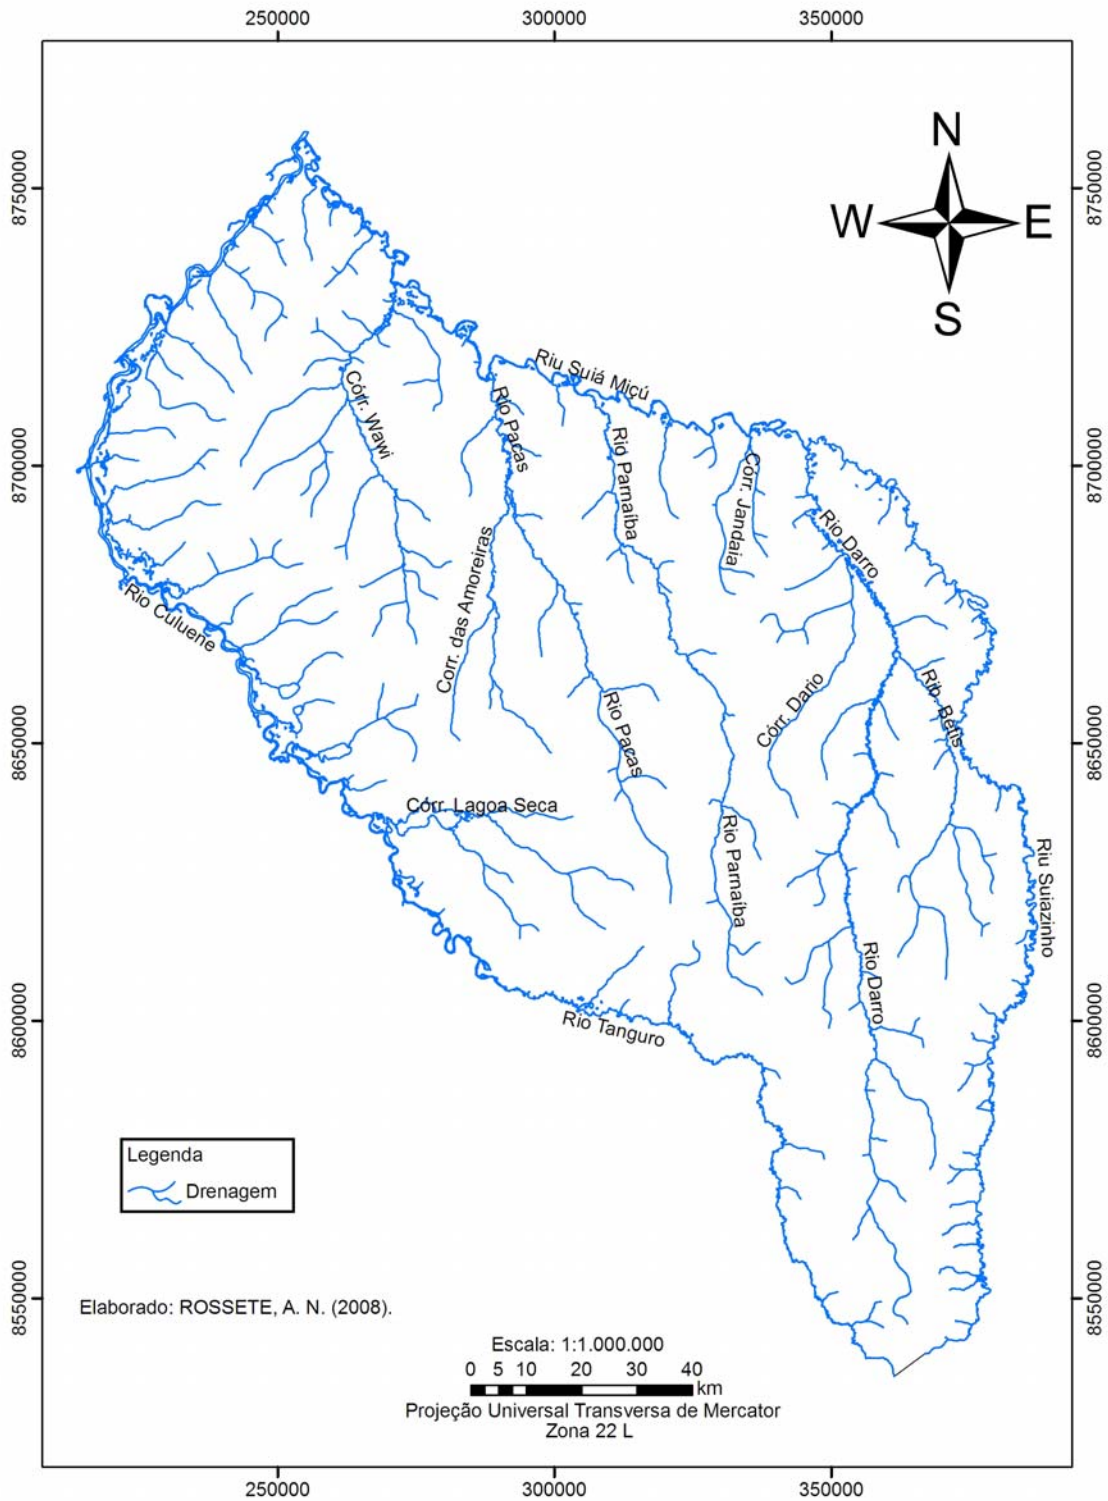 250000
300000
350000
N
W
E
S
8750000
8750000
Riu Suiá Miçú
Córr. Wawi
Rio Pacas
Rio Parnaíba
Córr. Jandaia
8700000
8700000
Rio Darro
Corr. das Amoreiras
Rio Culuene
Rib. Betis
Córr. Dario
Rio Pacas
8650000
8650000
Córr. Lagoa Seca
Rio Parnaíba
Riu Suiazinho
Rio Darro
Rio Tanguro
8600000
8600000
Legenda
Drenagem
8550000
8550000
Elaborado: ROSSETE, A. N. (2008).
Escala: 1:1.000.000
0 5 10 20 30 40
km
Projeção Universal Transversa de Mercator
Zona 22 L
250000
300000
350000